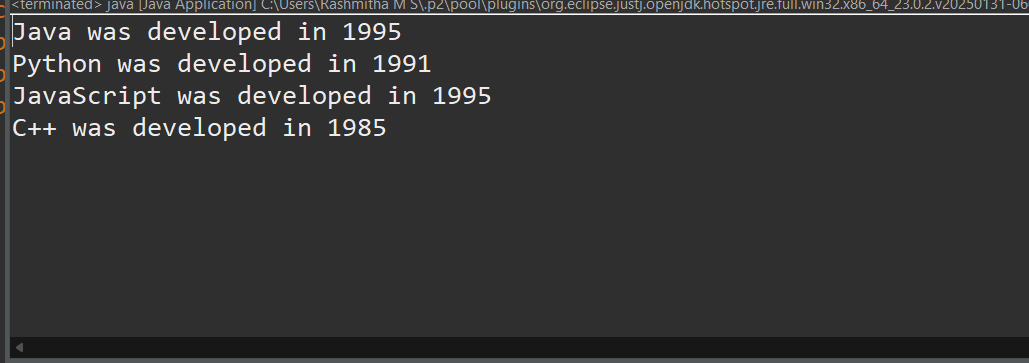 <terminated> Java [Java Application] C:\Users\Rashmitha M S\.p2\pool\plugins\org.eclipse.justj.openjdk.hotspot.jre.full.win32.x86_64_23.0.2.v20250131-06
Java was developed in 1995
Python was developed in 1991
JavaScript was developed in 1995
C++ was developed in 1985